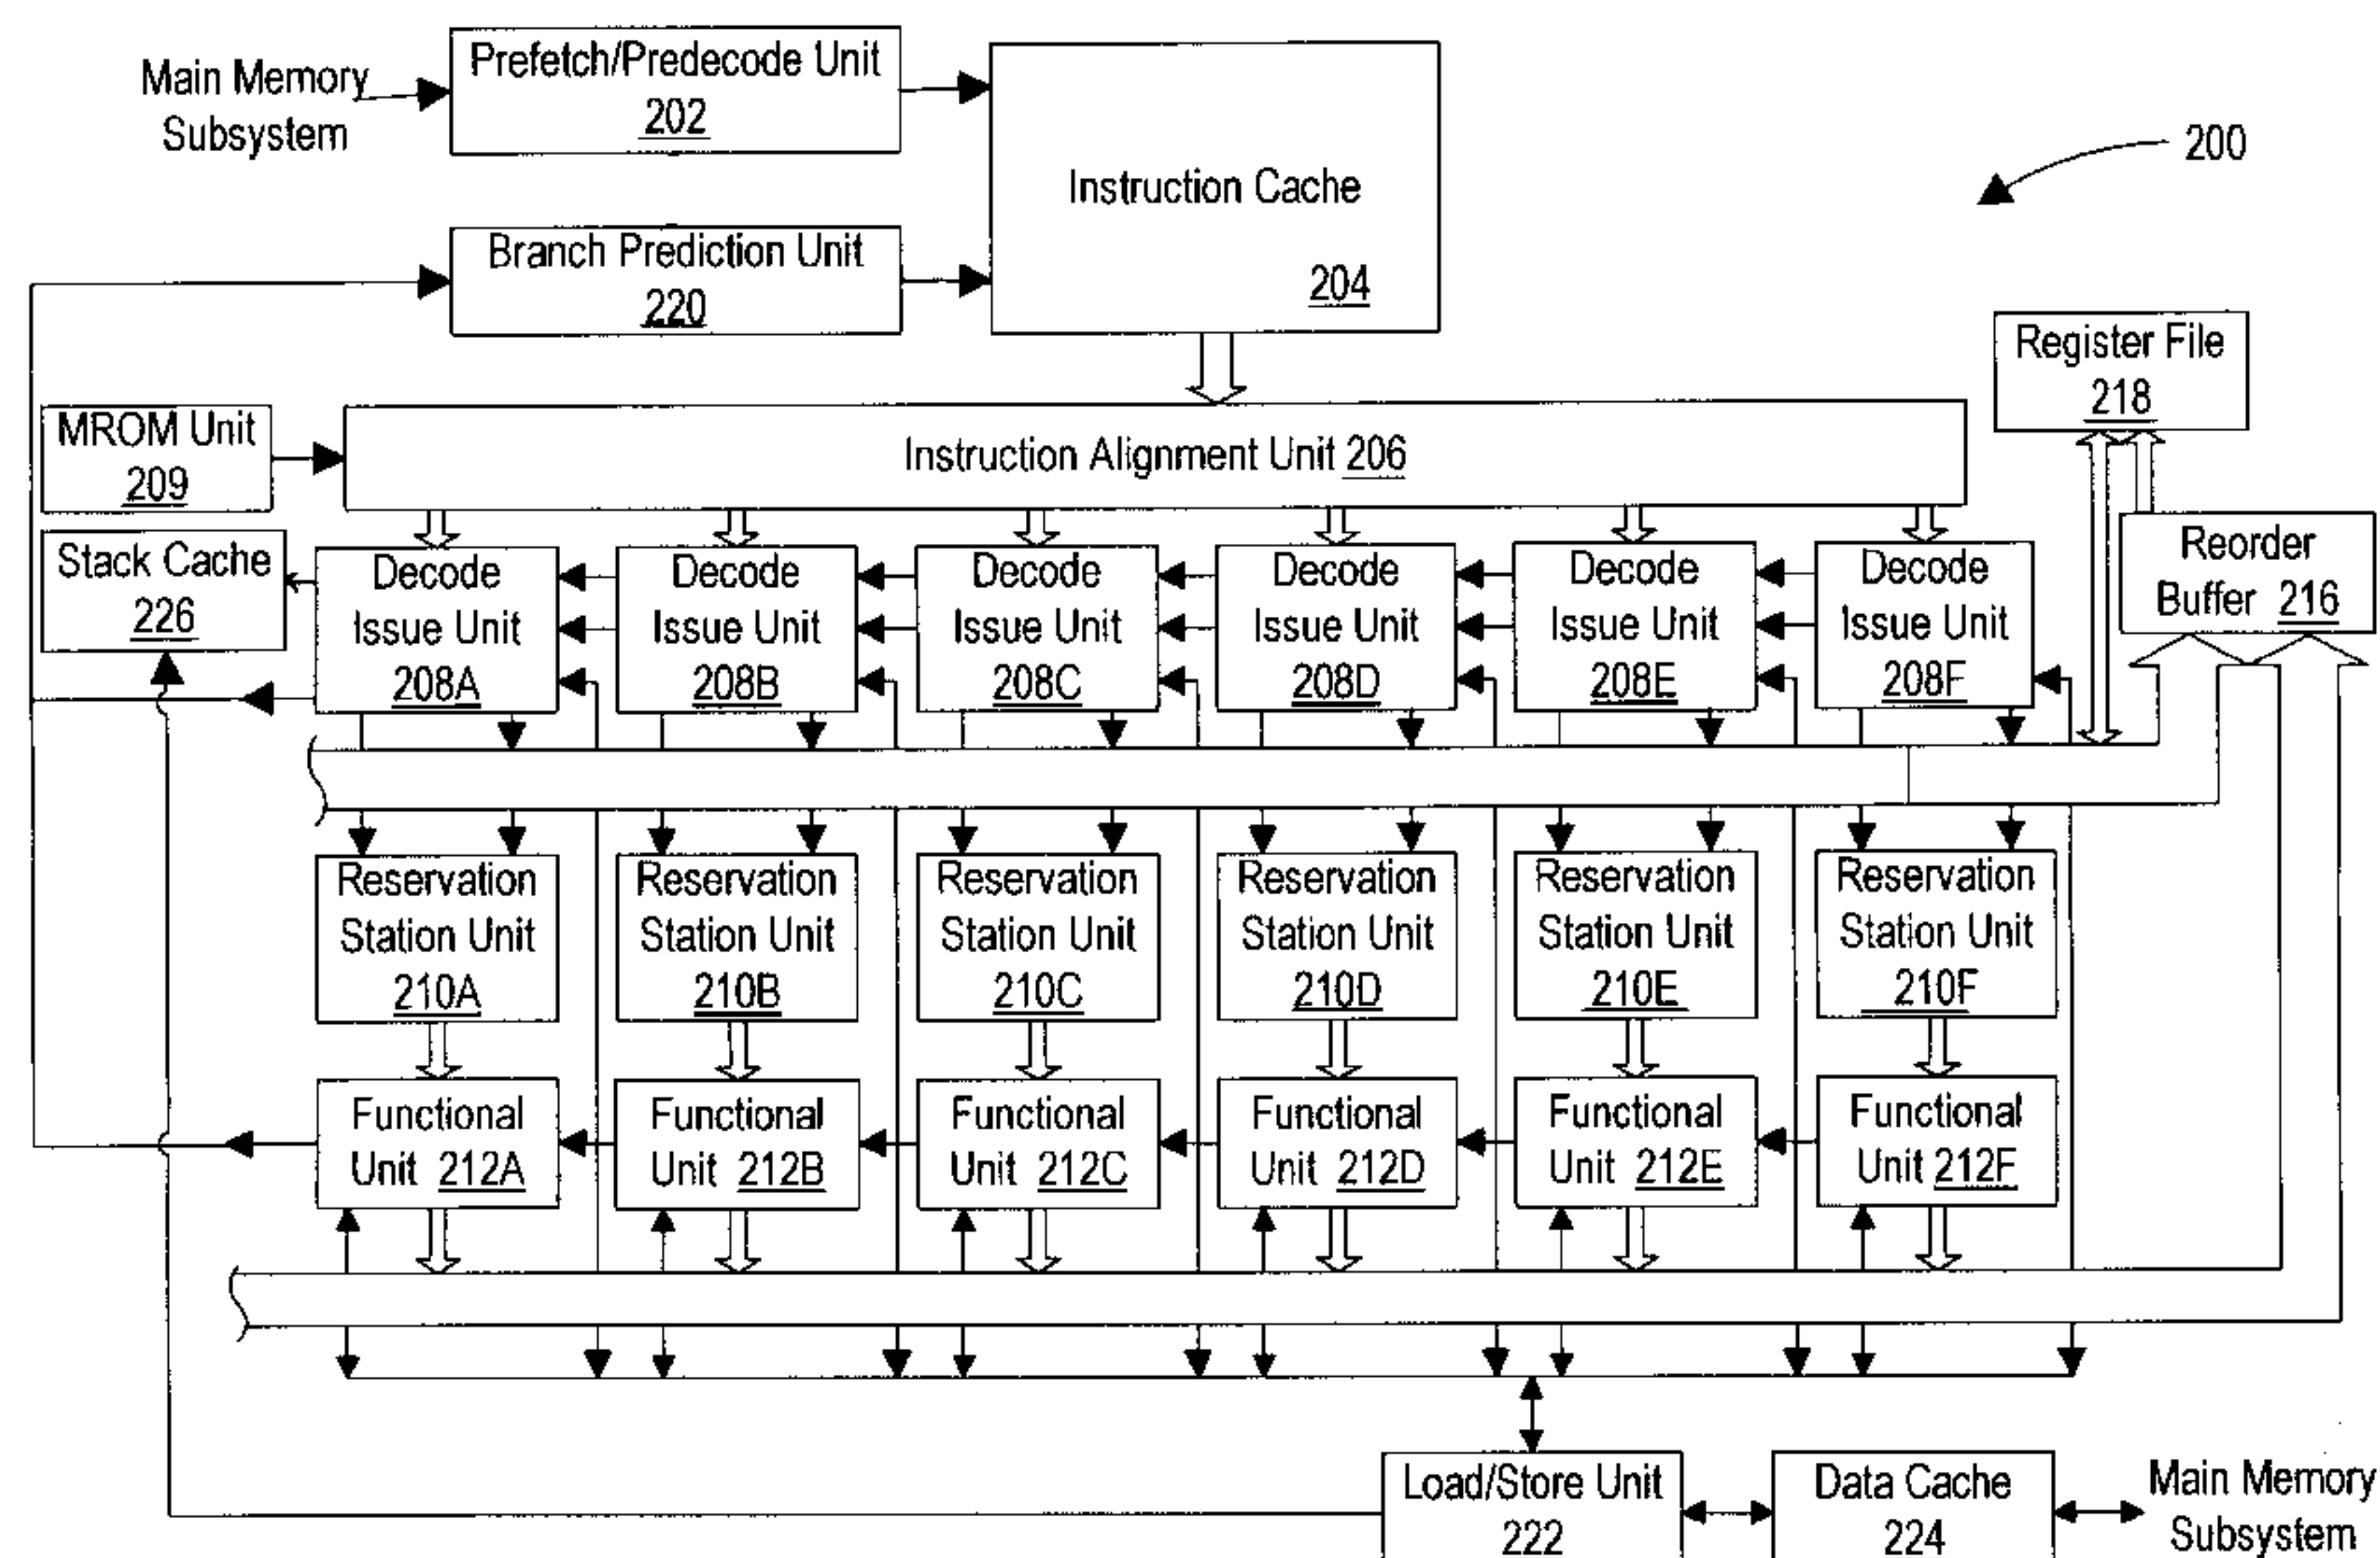 Main Memory
Subsystem
Prefetch/Predecode Unit
202
Instruction Cache
204
200
Branch Prediction Unit
220
Register File
218
MROM Unit
209
Instruction Alignment Unit 206
Stack Cache
226
Decode
Issue Unit
208A
Decode
Issue Unit
208B
Decode
Issue Unit
208C
Decode
Issue Unit
208D
Decode
Issue Unit
208E
Decode
Issue Unit
208F
Reorder
Buffer 216
Reservation
Station Unit
210A
Reservation
Station Unit
210B
Reservation
Station Unit
210C
Reservation
Station Unit
210D
Reservation
Station Unit
210E
Reservation
Station Unit
210F
Functional
Unit 212A
Functional
Unit 212B
Functional
Unit 212C
Functional
Unit 212D
Functional
Unit 212E
Functional
Unit 212F
Load/Store Unit
222
Data Cache
224
Main Memory
Subsystem